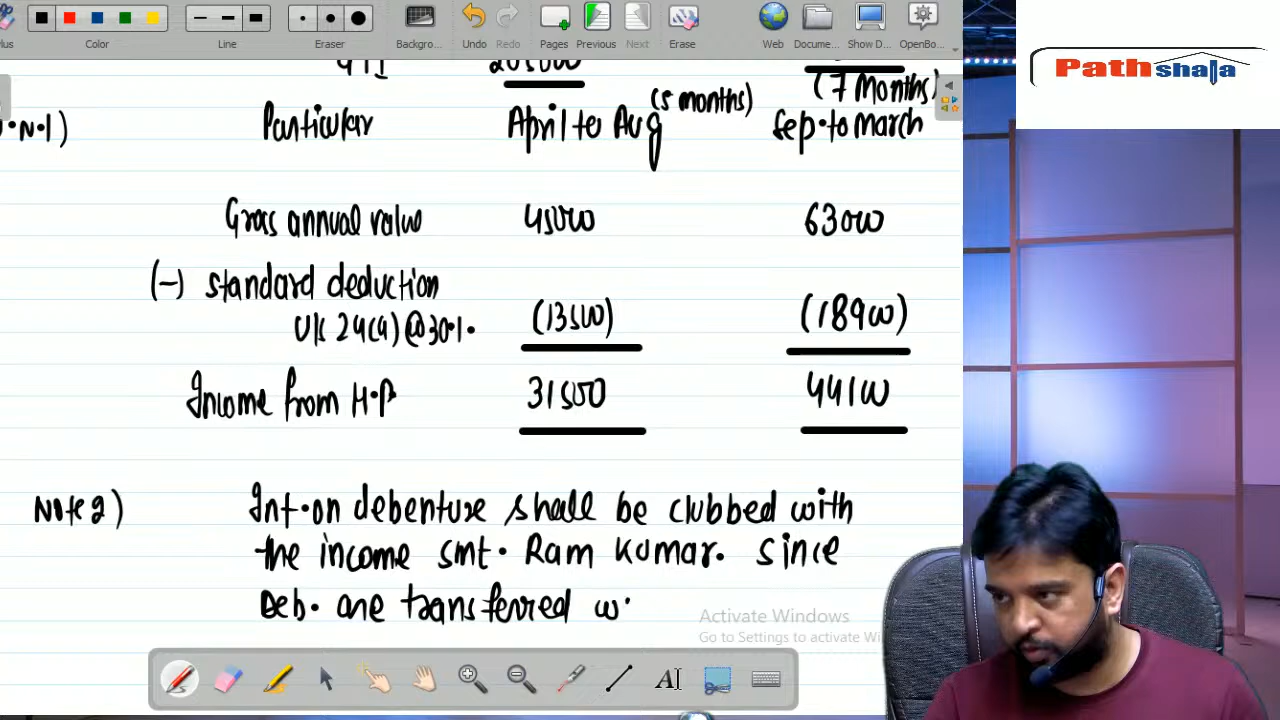 Color
Line
Eraser
Backgro...
Undo
Redo
Pages
Previous
Next
Erase
Web
Docume...
Show D...
OpenBo...
Pathshala
GTI 205000
(5 months) (7 Months)
W.N.1) Particular April to Aug Sep. to March
Gross annual value 45000 63000
(-) Standard deduction
U/s 24(a) @ 30%. (13500) (18900)
Income from H.P 31500 44100
Note 2) Int. on debenture shall be clubbed with
the income Smt. Ram Kumar. Since
Deb. are transferred w.
Activate Windows
Go to Settings to activate Wi